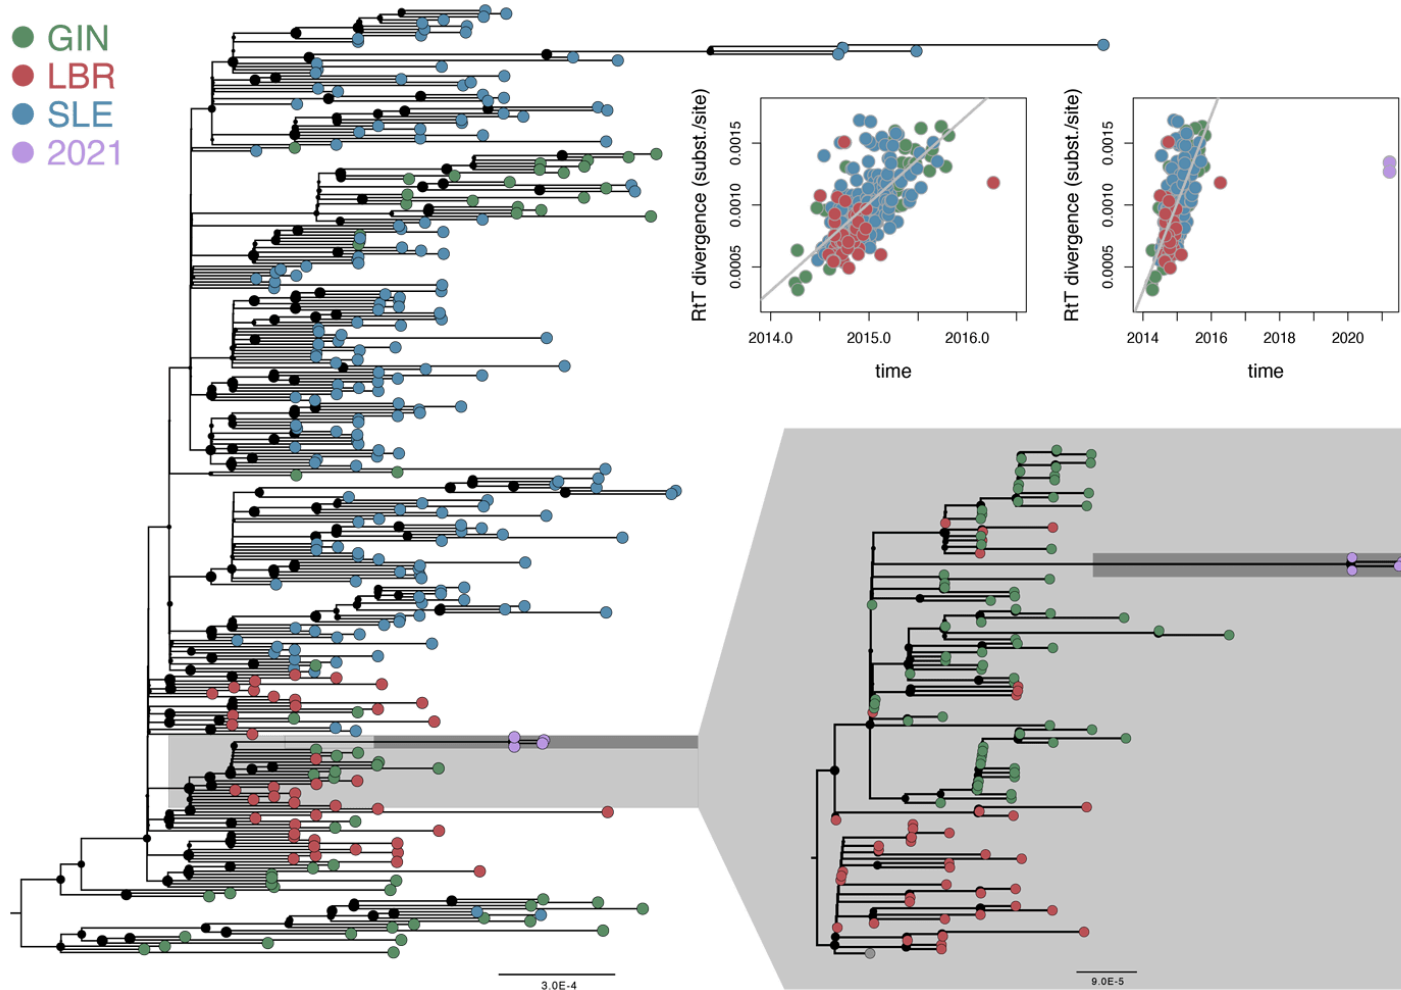 GIN
LBR
SLE
2021
RtT divergence (subst./site)
0.0015
0.0010
0.0005
2014.0
2015.0
2016.0
time
RtT divergence (subst./site)
0.0015
0.0010
0.0005
2014
2016
2018
2020
time
3.0E-4
9.0E-5